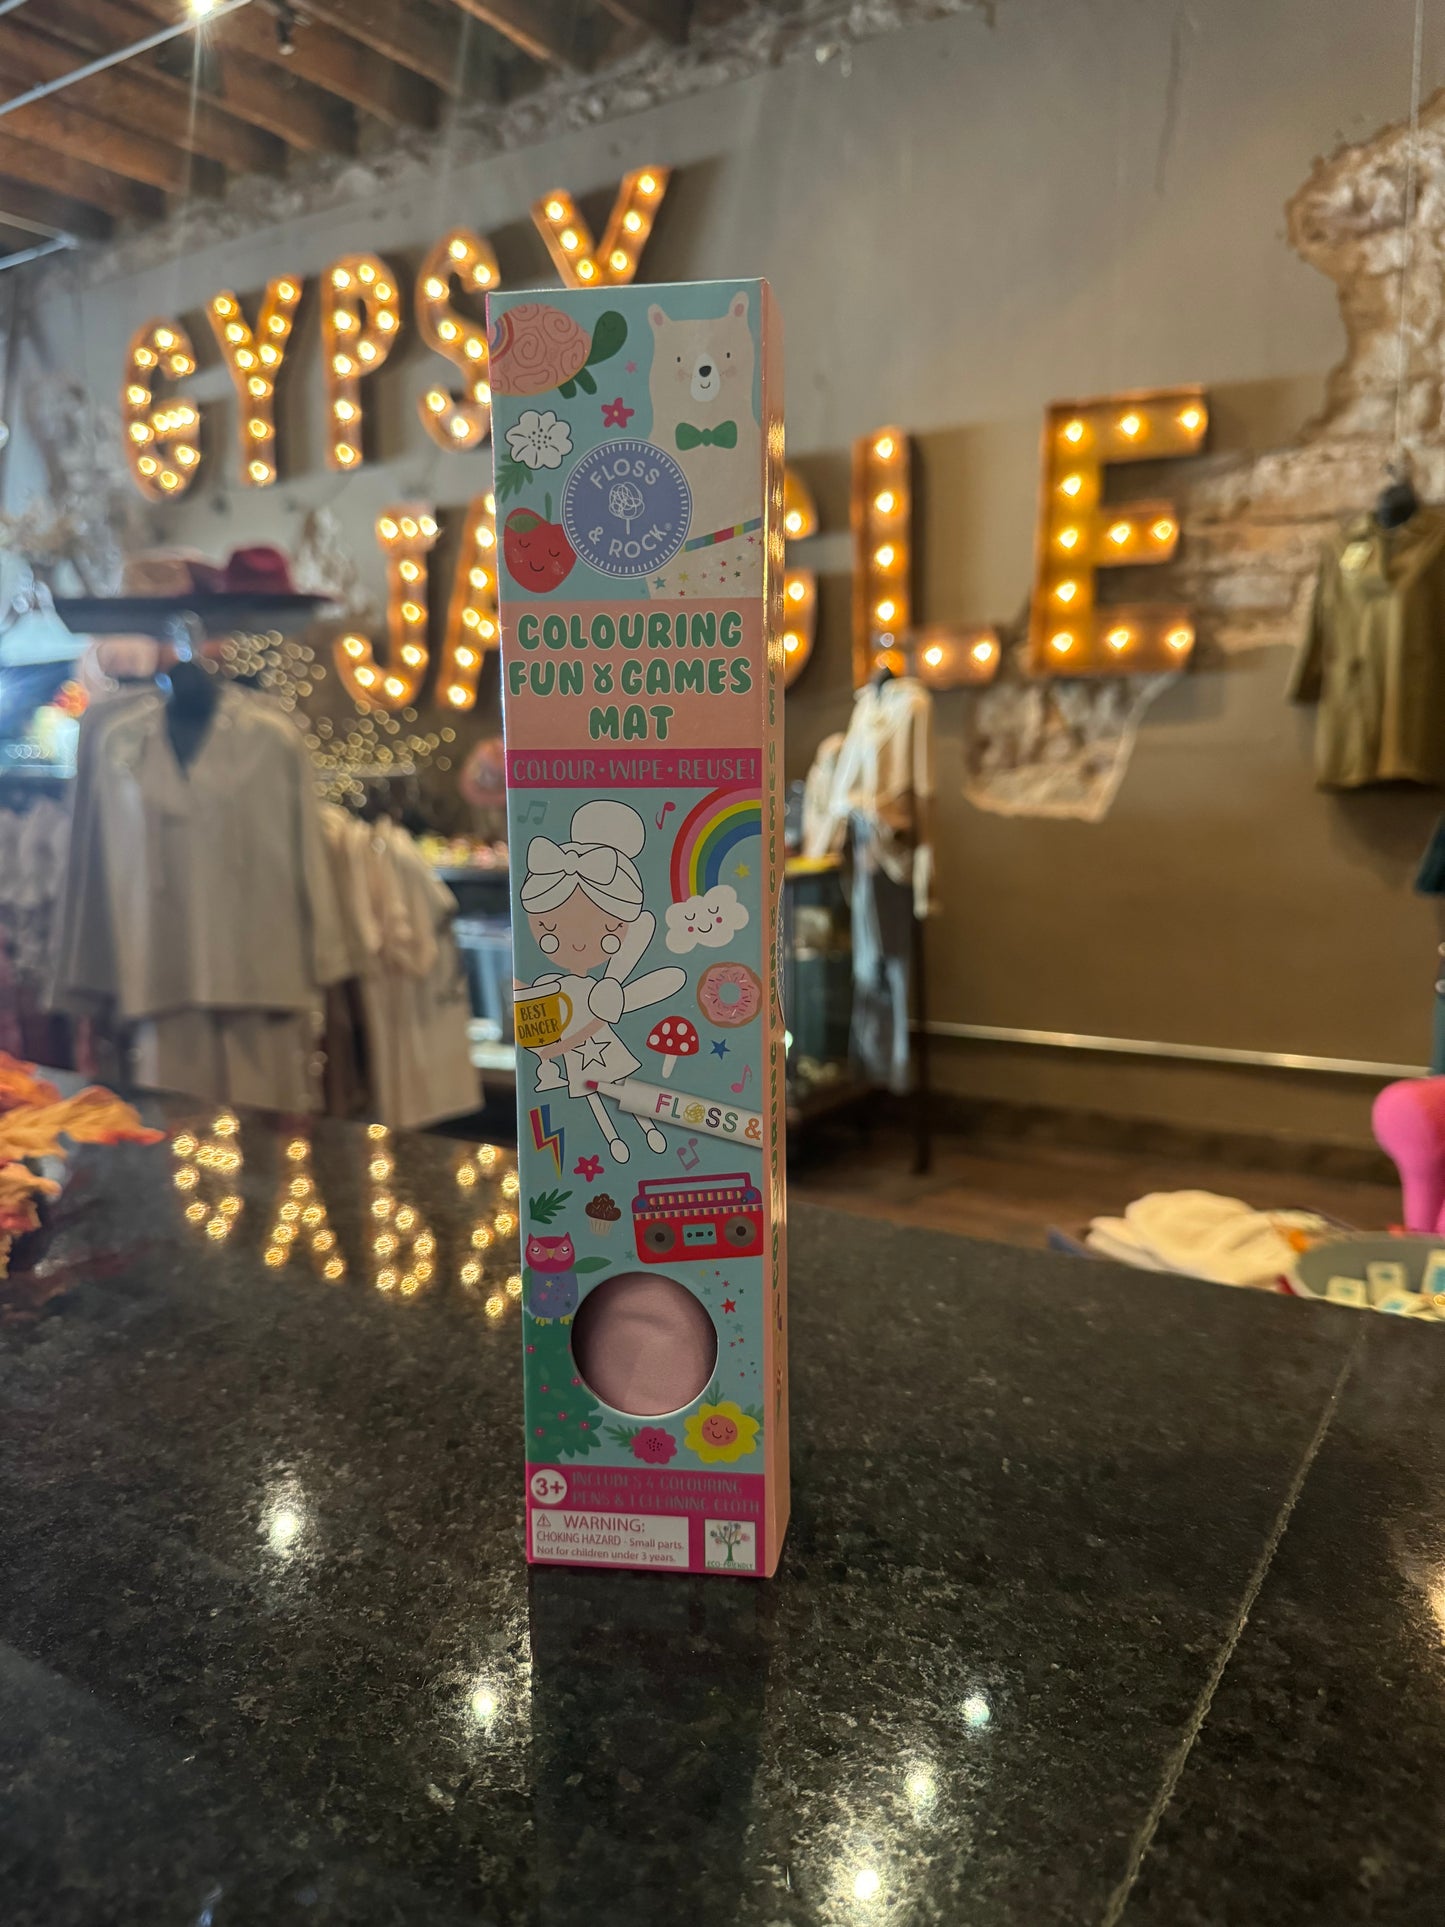 GYPSY
JA LE
FLOSS
& ROCK®
COLOURING
FUN & GAMES
MAT
COLOUR • WIPE • REUSE!
BEST
DANCER
FLOSS &
3+
INCLUDES 4 COLOURING
PENS & 1 CLEANING CLOTH
⚠ WARNING:
CHOKING HAZARD - Small parts.
Not for children under 3 years.
ECO-FRIENDLY